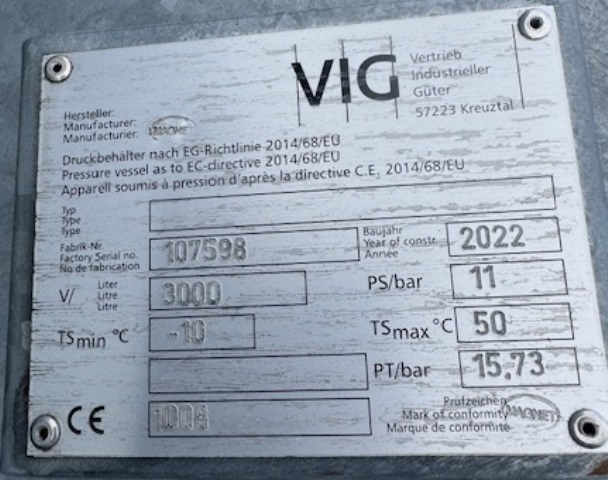 VIG
Vertrieb
Industrieller
Güter
57223 Kreuztal
Hersteller:
Manufacturer:
Manufacturier:
Druckbehälter nach EG-Richtlinie 2014/68/EU
Pressure vessel as to EC-directive 2014/68/EU
Appareil soumis à pression d'après la directive C.E. 2014/68/EU
Typ
Type
Type
Fabrik-Nr.
Factory Serial no.
No de fabrication
107598
Baujahr
Year of constr.
Année
2022
V/
Liter
Litre
Litre
3000
PS/bar
11
TSmin °C
-10
TSmax °C
50
PT/bar
15,73
CE
Prüfzeichen
Mark of conformity
Marque de conformité